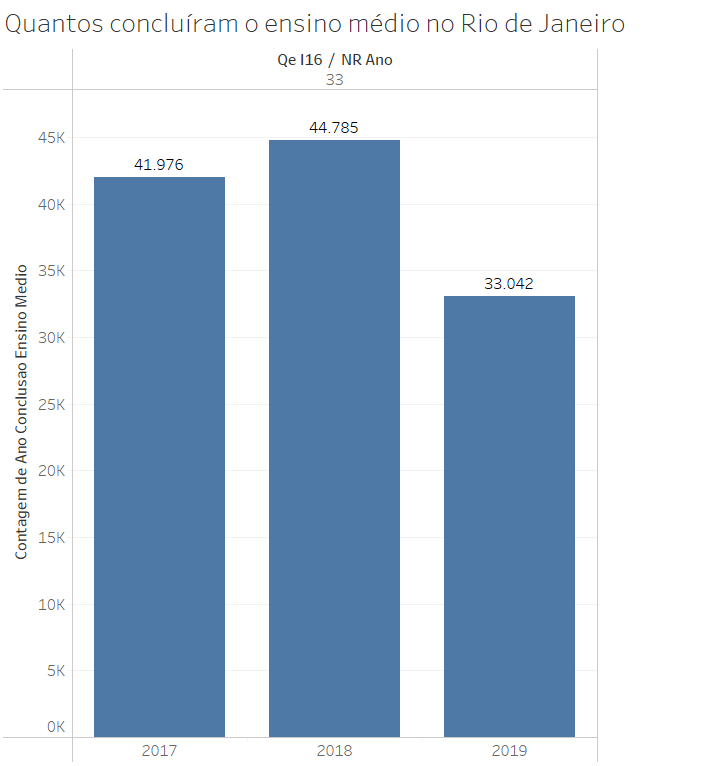 Quantos concluíram o ensino médio no Rio de Janeiro
Qe I16 / NR Ano
33
Contagem de Ano Conclusao Ensino Medio
45K
40K
35K
30K
25K
20K
15K
10K
5K
0K
41.976
44.785
33.042
2017
2018
2019